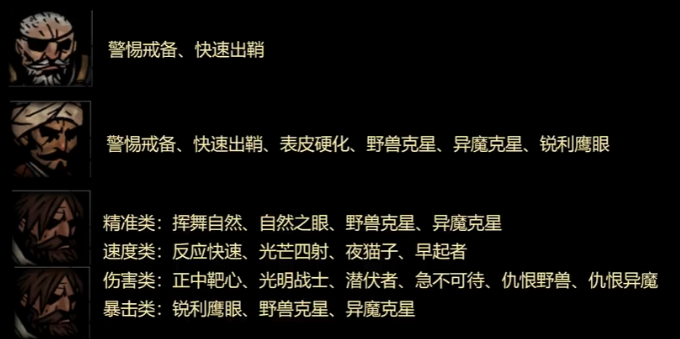 警惕戒备、快速出鞘
警惕戒备、快速出鞘、表皮硬化、野兽克星、异魔克星、锐利鹰眼
精准类：挥舞自然、自然之眼、野兽克星、异魔克星
速度类：反应快速、光芒四射、夜猫子、早起者
伤害类：正中靶心、光明战士、潜伏者、急不可待、仇恨野兽、仇恨异魔
暴击类：锐利鹰眼、野兽克星、异魔克星